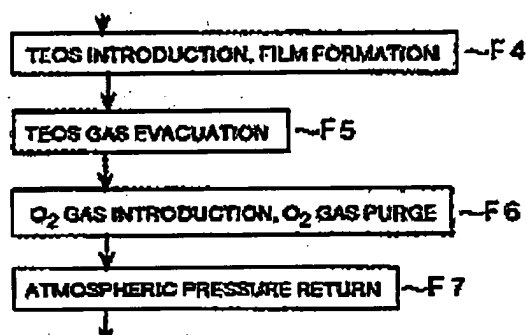 TEOS INTRODUCTION, FILM FORMATION ~F4
TEOS GAS EVACUATION ~F5
O₂ GAS INTRODUCTION, O₂ GAS PURGE ~F6
ATMOSPHERIC PRESSURE RETURN ~F7